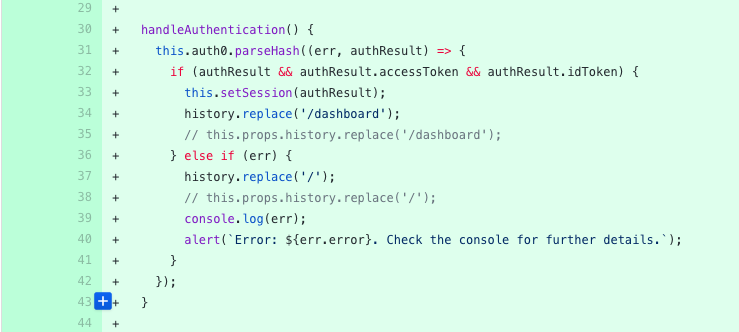 29 +
30 + handleAuthentication() {
31 + this.auth0.parseHash((err, authResult) => {
32 + if (authResult && authResult.accessToken && authResult.idToken) {
33 + this.setSession(authResult);
34 + history.replace('/dashboard');
35 + // this.props.history.replace('/dashboard');
36 + } else if (err) {
37 + history.replace('/');
38 + // this.props.history.replace('/');
39 + console.log(err);
40 + alert(`Error: ${err.error}. Check the console for further details.`);
41 + }
42 + });
43 + + }
44 +